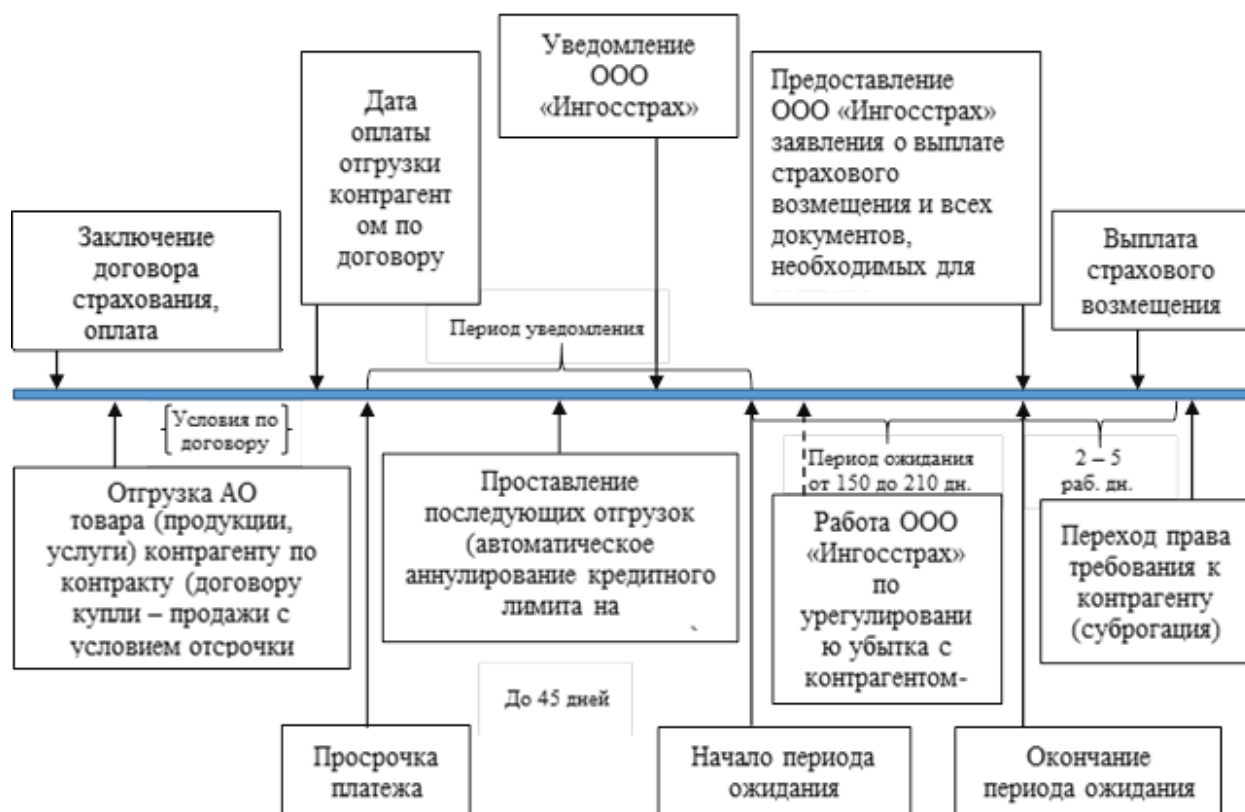 Уведомление
ООО
«Ингосстрах»
Дата
оплаты
отгрузки
контрагент
ом по
договору
Предоставление
ООО «Ингосстрах»
заявления о выплате
страхового
возмещения и всех
документов,
необходимых для
Заключение
договора
страхования,
оплата
Выплата
страхового
возмещения
Период уведомления
Условия по
договору
Период ожидания
от 150 до 210 дн.
2 – 5
раб. дн.
Отгрузка АО
товара (продукции,
услуги) контрагенту по
контракту (договору
купли – продажи с
условием отсрочки
Проставление
последующих отгрузок
(автоматическое
аннулирование кредитного
лимита на
Работа ООО
«Ингосстрах»
по
урегулировани
ю убытка с
контрагентом-
Переход права
требования к
контрагенту
(суброгация)
До 45 дней
Просрочка
платежа
Начало периода
ожидания
Окончание
периода ожидания